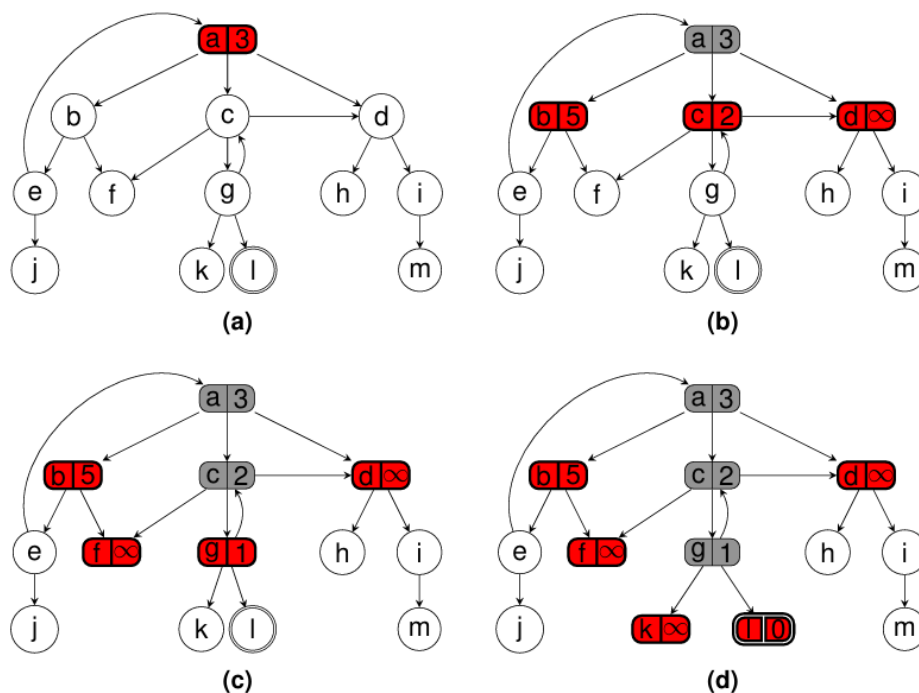 a 3 a 3
b c d b 5 c 2 d ∞
e f g h i e f g h i
j k l m j k l m
(a) (b)
a 3 a 3
b 5 c 2 d ∞ b 5 c 2 d ∞
e f ∞ g 1 h i e f ∞ g 1 h i
j k l m j k ∞ l 0 m
(c) (d)